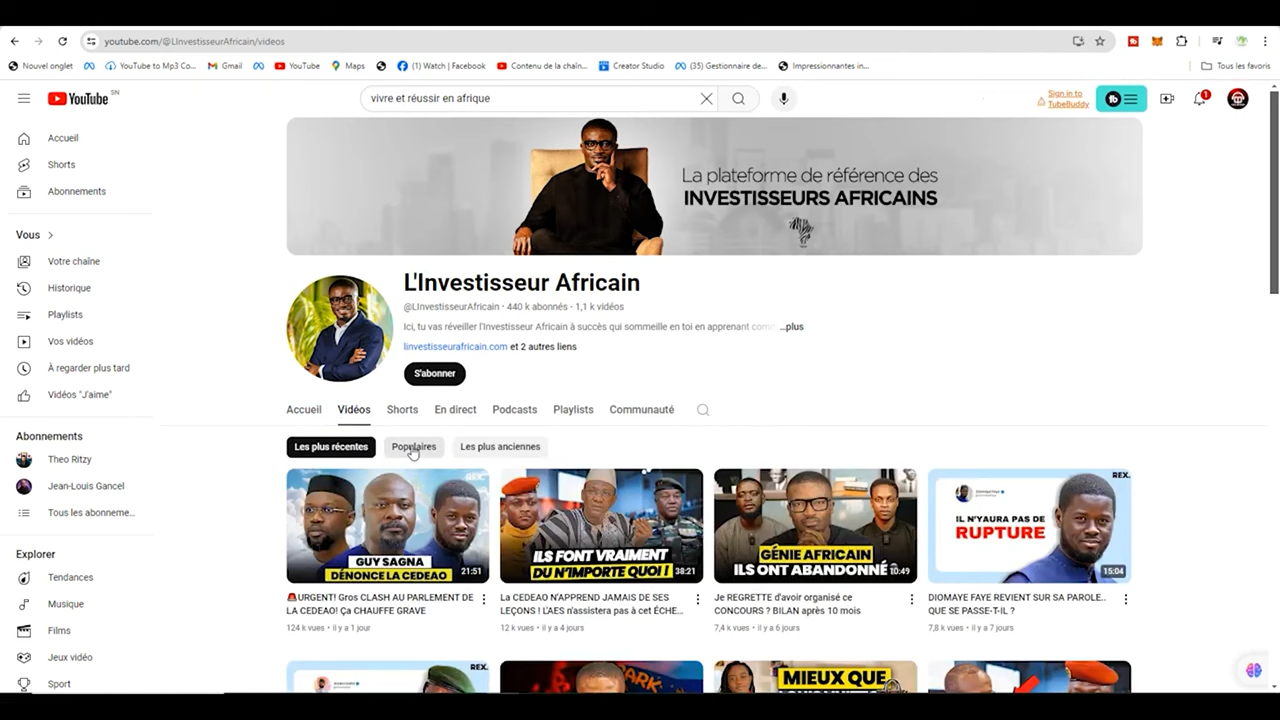 youtube.com/@LInvestisseurAfricain/videos
Nouvel onglet
YouTube to Mp3 Co...
Gmail
YouTube
Maps
(1) Watch | Facebook
Contenu de la chaîn...
Creator Studio
(35) Gestionnaire de...
Impressionnantes in...
Tous les favoris
YouTube SN
vivre et réussir en afrique
Sign in to
TubeBuddy
1
Accueil
Shorts
Abonnements
Vous
Votre chaîne
Historique
Playlists
Vos vidéos
À regarder plus tard
Vidéos "J'aime"
Abonnements
Theo Ritzy
Jean-Louis Gancel
Tous les abonneme...
Explorer
Tendances
Musique
Films
Jeux vidéo
Sport
La plateforme de référence des
INVESTISSEURS AFRICAINS
L'Investisseur Africain
@LInvestisseurAfricain · 440 k abonnés · 1,1 k vidéos
Ici, tu vas réveiller l'Investisseur Africain à succès qui sommeille en toi en apprenant com ...plus
linvestisseurafricain.com et 2 autres liens
S'abonner
Accueil Vidéos Shorts En direct Podcasts Playlists Communauté
Les plus récentes Populaires Les plus anciennes
REX.
GUY SAGNA
DÉNONCE LA CEDEAO
21:51
🚨URGENT! Gros CLASH AU PARLEMENT DE
LA CEDEAO! Ça CHAUFFE GRAVE
124 k vues · il y a 1 jour
ILS FONT VRAIMENT
DU N'IMPORTE QUOI !
38:21
La CEDEAO N'APPREND JAMAIS DE SES
LEÇONS ! L'AES n'assistera pas à cet ÉCHE...
12 k vues · il y a 4 jours
GÉNIE AFRICAIN
ILS ONT ABANDONNÉ
10:49
Je REGRETTE d'avoir organisé ce
CONCOURS ? BILAN après 10 mois
7,4 k vues · il y a 6 jours
REX.
IL N'YAURA PAS DE
RUPTURE
15:04
DIOMAYE FAYE REVIENT SUR SA PAROLE..
QUE SE PASSE-T-IL ?
7,8 k vues · il y a 7 jours
REX.
MIEUX QUE